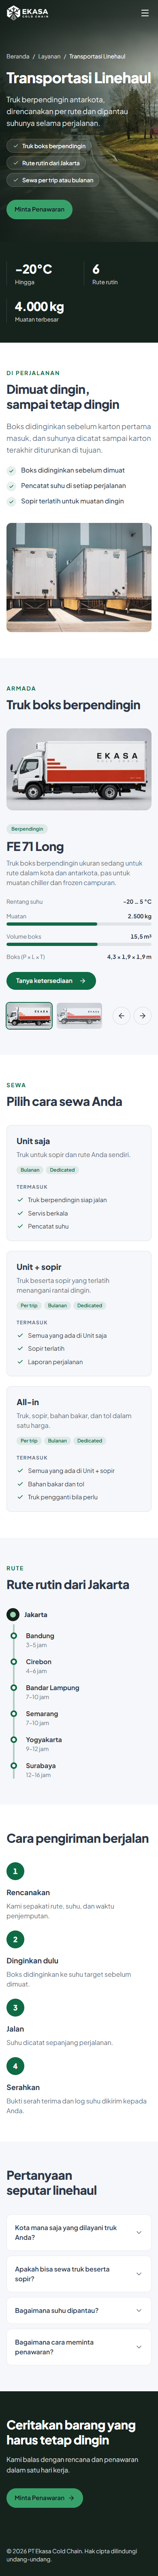 EKASA
COLD CHAIN
Beranda / Layanan / Transportasi Linehaul
Transportasi Linehaul
Truk berpendingin antarkota,
direncanakan per rute dan dipantau
suhunya selama perjalanan.
Truk boks berpendingin
Rute rutin dari Jakarta
Sewa per trip atau bulanan
Minta Penawaran
-20°C
Hingga
6
Rute rutin
4.000 kg
Muatan terbesar
DI PERJALANAN
Dimuat dingin,
sampai tetap dingin
Boks didinginkan sebelum karton pertama
masuk, dan suhunya dicatat sampai karton
terakhir diturunkan di tujuan.
Boks didinginkan sebelum dimuat
Pencatat suhu di setiap perjalanan
Sopir terlatih untuk muatan dingin
ARMADA
Truk boks berpendingin
EKASA
Berpendingin
FE 71 Long
Truk boks berpendingin ukuran sedang untuk
rute dalam kota dan antarkota, pas untuk
muatan chiller dan frozen campuran.
Rentang suhu -20 … 5 °C
Muatan 2.500 kg
Volume boks 15,5 m³
Boks (P × L × T) 4,3 × 1,9 × 1,9 m
Tanya ketersediaan
SEWA
Pilih cara sewa Anda
Unit saja
Truk untuk sopir dan rute Anda sendiri.
Bulanan Dedicated
TERMASUK
Truk berpendingin siap jalan
Servis berkala
Pencatat suhu
Unit + sopir
Truk beserta sopir yang terlatih
menangani rantai dingin.
Per trip Bulanan Dedicated
TERMASUK
Semua yang ada di Unit saja
Sopir terlatih
Laporan perjalanan
All-in
Truk, sopir, bahan bakar, dan tol dalam
satu harga.
Per trip Bulanan Dedicated
TERMASUK
Semua yang ada di Unit + sopir
Bahan bakar dan tol
Truk pengganti bila perlu
RUTE
Rute rutin dari Jakarta
Jakarta
Bandung
3–5 jam
Cirebon
4–6 jam
Bandar Lampung
7–10 jam
Semarang
7–10 jam
Yogyakarta
9–12 jam
Surabaya
12–16 jam
Cara pengiriman berjalan
1
Rencanakan
Kami sepakati rute, suhu, dan waktu
penjemputan.
2
Dinginkan dulu
Boks didinginkan ke suhu target sebelum
dimuat.
3
Jalan
Suhu dicatat sepanjang perjalanan.
4
Serahkan
Bukti serah terima dan log suhu dikirim kepada
Anda.
Pertanyaan
seputar linehaul
Kota mana saja yang dilayani truk
Anda?
Apakah bisa sewa truk beserta
sopir?
Bagaimana suhu dipantau?
Bagaimana cara meminta
penawaran?
Ceritakan barang yang
harus tetap dingin
Kami balas dengan rencana dan penawaran
dalam satu hari kerja.
Minta Penawaran
© 2026 PT Ekasa Cold Chain. Hak cipta dilindungi
undang-undang.